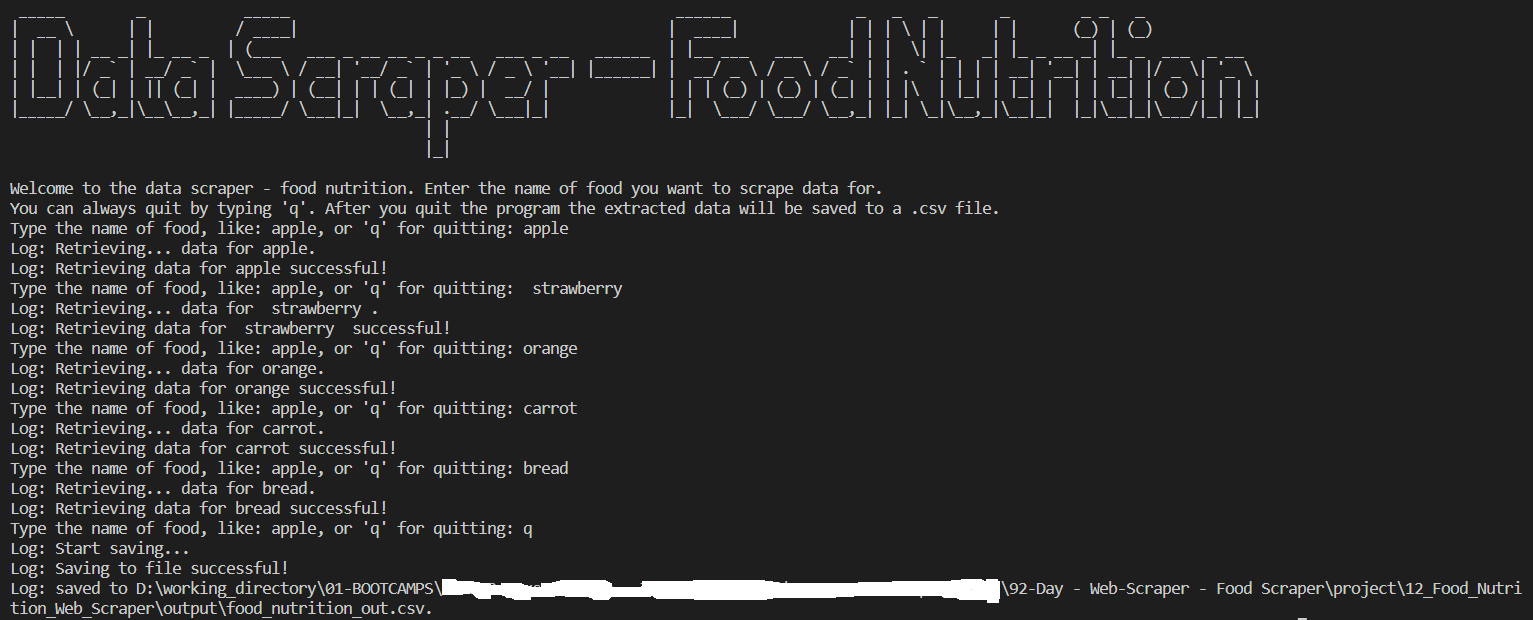 Data Scraper - Food Nutrition
Welcome to the data scraper - food nutrition. Enter the name of food you want to scrape data for.
You can always quit by typing 'q'. After you quit the program the extracted data will be saved to a .csv file.
Type the name of food, like: apple, or 'q' for quitting: apple
Log: Retrieving... data for apple.
Log: Retrieving data for apple successful!
Type the name of food, like: apple, or 'q' for quitting:  strawberry
Log: Retrieving... data for  strawberry .
Log: Retrieving data for  strawberry  successful!
Type the name of food, like: apple, or 'q' for quitting: orange
Log: Retrieving... data for orange.
Log: Retrieving data for orange successful!
Type the name of food, like: apple, or 'q' for quitting: carrot
Log: Retrieving... data for carrot.
Log: Retrieving data for carrot successful!
Type the name of food, like: apple, or 'q' for quitting: bread
Log: Retrieving... data for bread.
Log: Retrieving data for bread successful!
Type the name of food, like: apple, or 'q' for quitting: q
Log: Start saving...
Log: Saving to file successful!
Log: saved to D:\working_directory\01-BOOTCAMPS\ \92-Day - Web-Scraper - Food Scraper\project\12_Food_Nutri
tion_Web_Scraper\output\food_nutrition_out.csv.